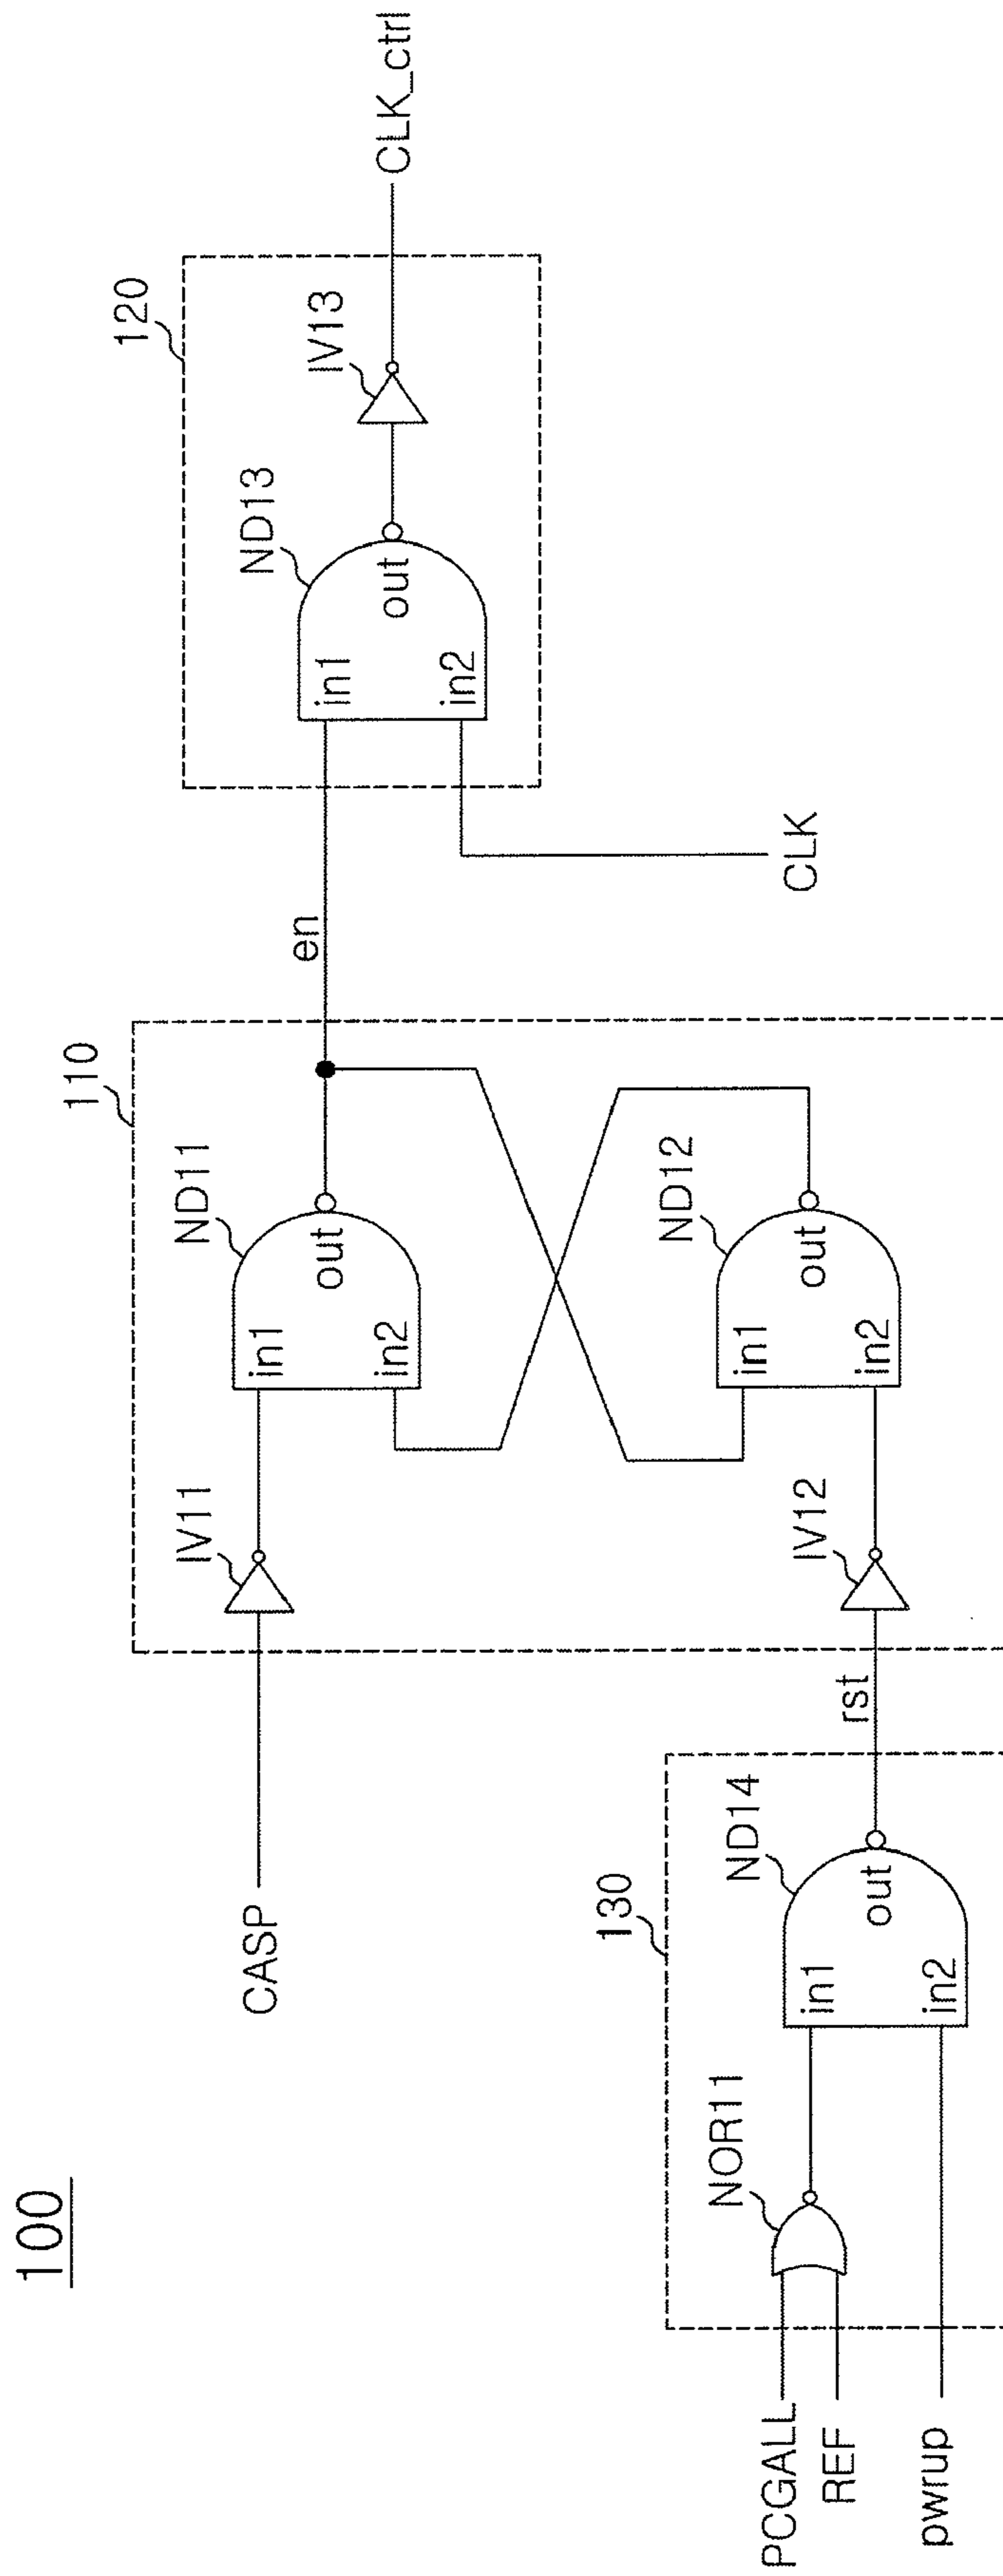 100
110
120
130
CASP
IV11
ND11
in1
in2
out
en
ND13
in1
in2
out
IV13
CLK_ctrl
CLK
PCGALL
REF
pwrup
NOR11
ND14
in1
in2
out
rst
IV12
ND12
in1
in2
out